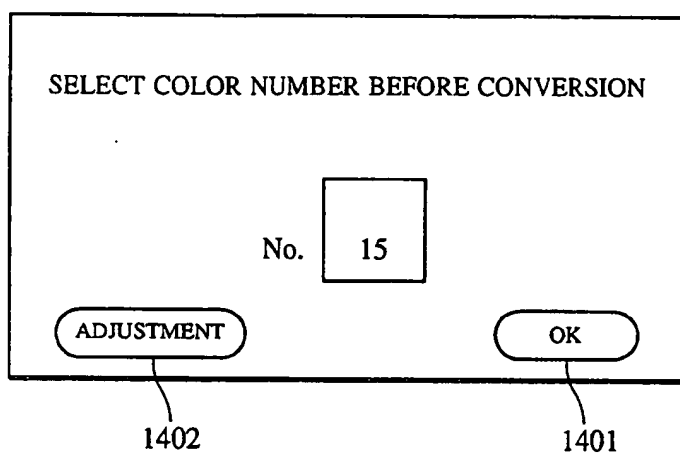 SELECT COLOR NUMBER BEFORE CONVERSION
No. 15
ADJUSTMENT OK
1402 1401